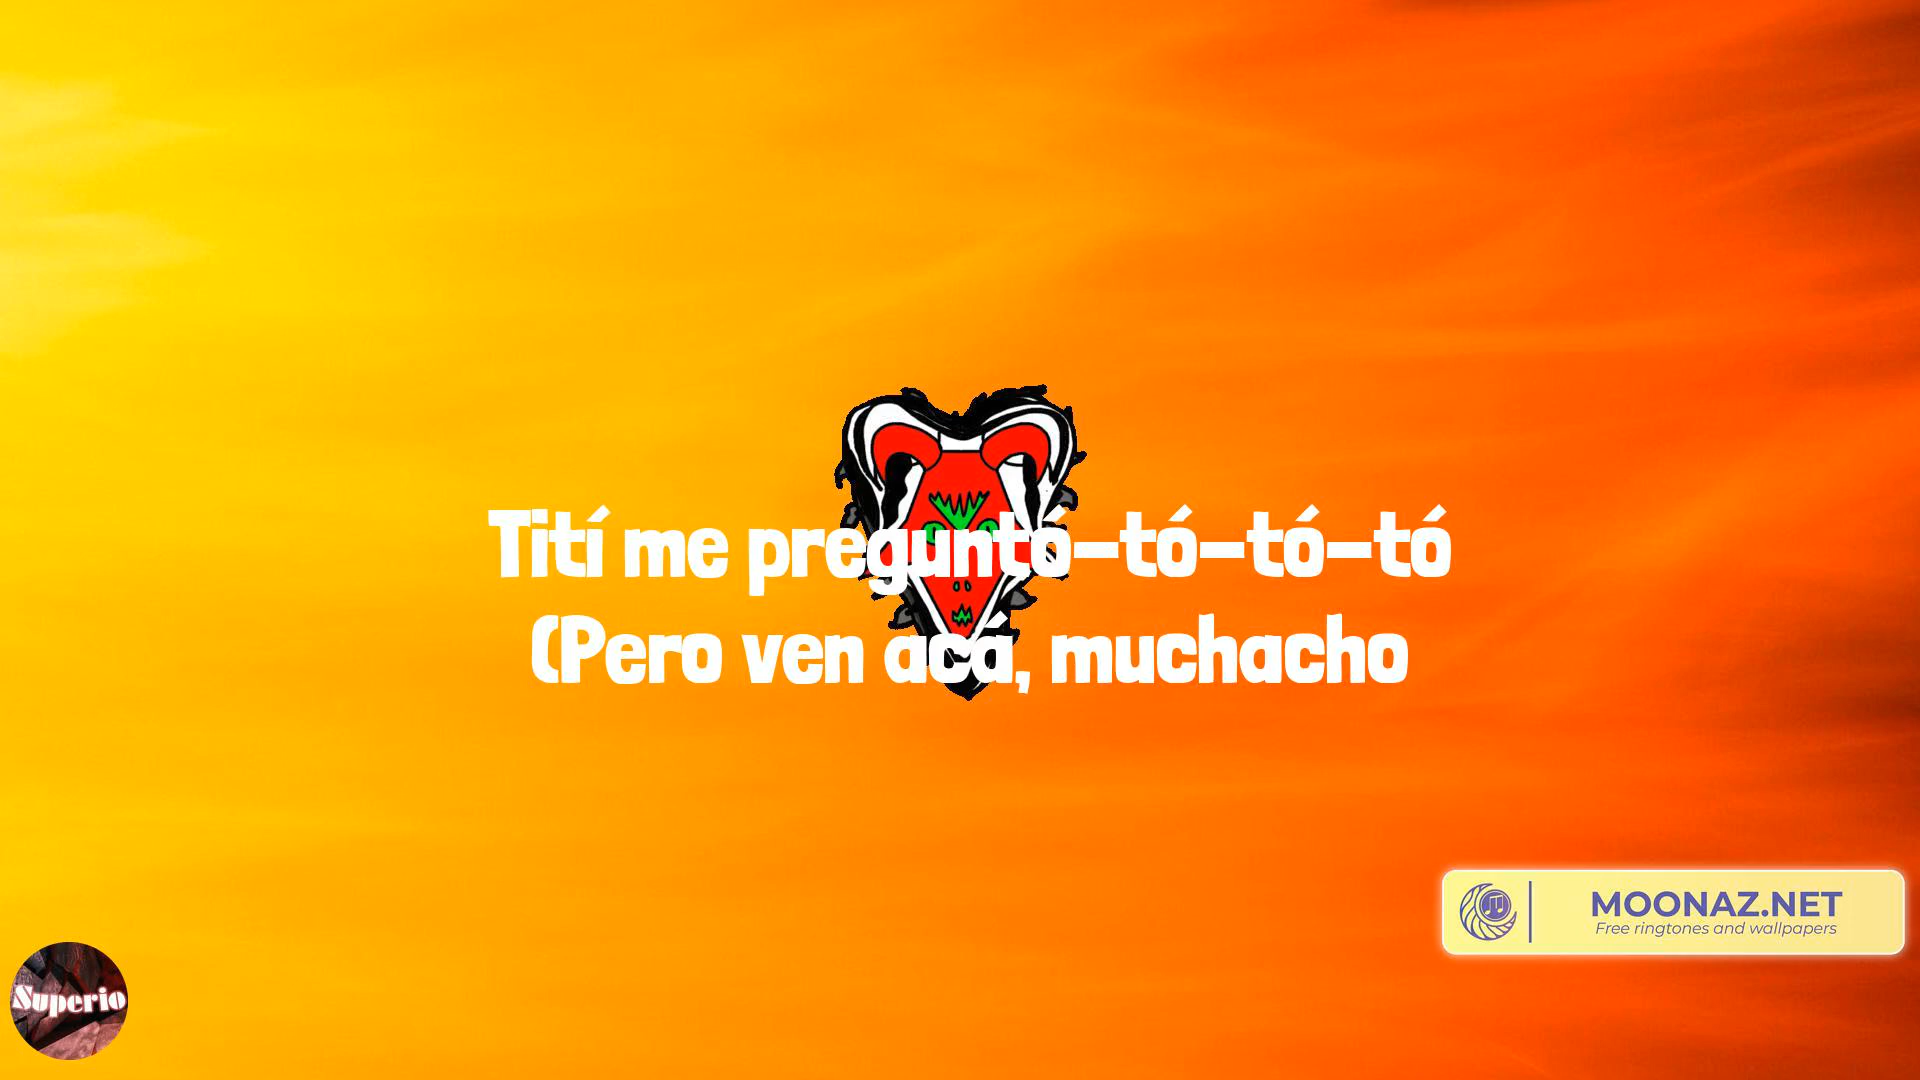 Tití me preguntó-tó-tó-tó
(Pero ven acá, muchacho
MOONAZ.NET
Free ringtones and wallpapers
Superio